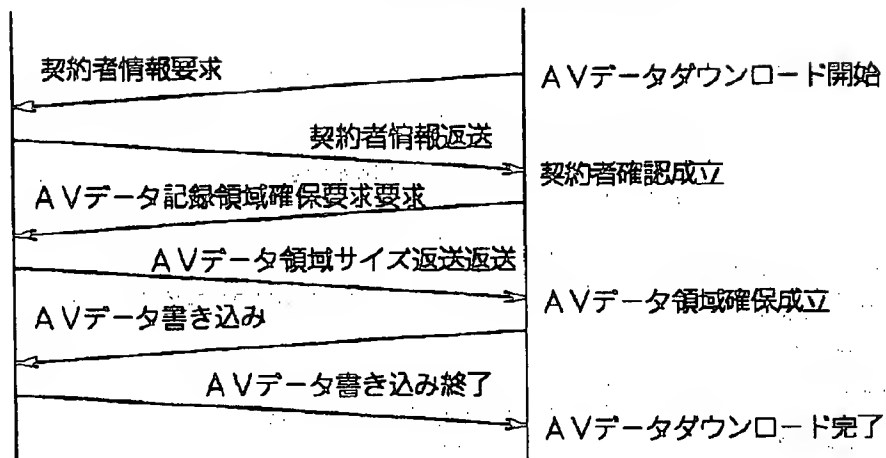 契約者情報要求
AVデータダウンロード開始
契約者情報返送
契約者確認成立
AVデータ記録領域確保要求要求
AVデータ領域サイズ返送返送
AVデータ領域確保成立
AVデータ書き込み
AVデータ書き込み終了
AVデータダウンロード完了